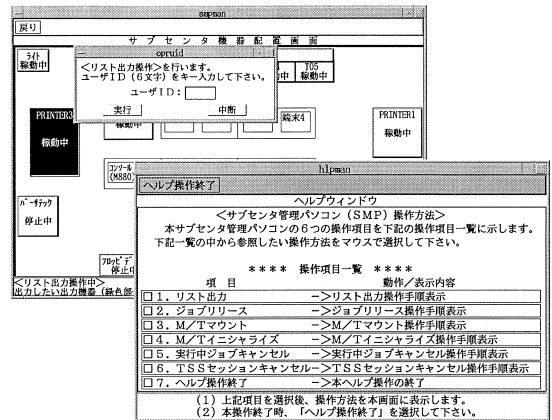 smpman
戻り
サブセンタ機器配置画面
ライト
稼動中
opruid
<リスト出力操作>を行います。
ユーザＩＤ（６文字）をキー入力して下さい。
ユーザＩＤ：
実行
中断
中
T05
稼動中
PRINTER3
稼動中
稼動中
端末4
PRINTER1
稼動中
コンソール
(M880)
バーサテック
停止中
フロッピデ
停止
<リスト出力操作中>
出力したい出力機器（緑色部
hlpman
ヘルプ操作終了
ヘルプウィンドウ
<サブセンタ管理パソコン（ＳＭＰ）操作方法>
本サブセンタ管理パソコンの６つの操作項目を下記の操作項目一覧に示します。
下記一覧の中から参照したい操作方法をマウスで選択して下さい。
＊＊＊＊ 操作項目一覧 ＊＊＊＊
項 目 動作／表示内容
□１．リスト出力 －>リスト出力操作手順表示
□２．ジョブリリース －>ジョブリリース操作手順表示
□３．Ｍ／Ｔマウント －>Ｍ／Ｔマウント操作手順表示
□４．Ｍ／Ｔイニシャライズ －>Ｍ／Ｔイニシャライズ操作手順表示
□５．実行中ジョブキャンセル －>実行中ジョブキャンセル操作手順表示
□６．ＴＳＳセッションキャンセル－>ＴＳＳセッションキャンセル操作手順表示
□７．ヘルプ操作終了 －>本ヘルプ操作の終了
（１）上記項目を選択後、操作方法を本画面に表示します。
（２）本操作終了時、「ヘルプ操作終了」を選択して下さい。